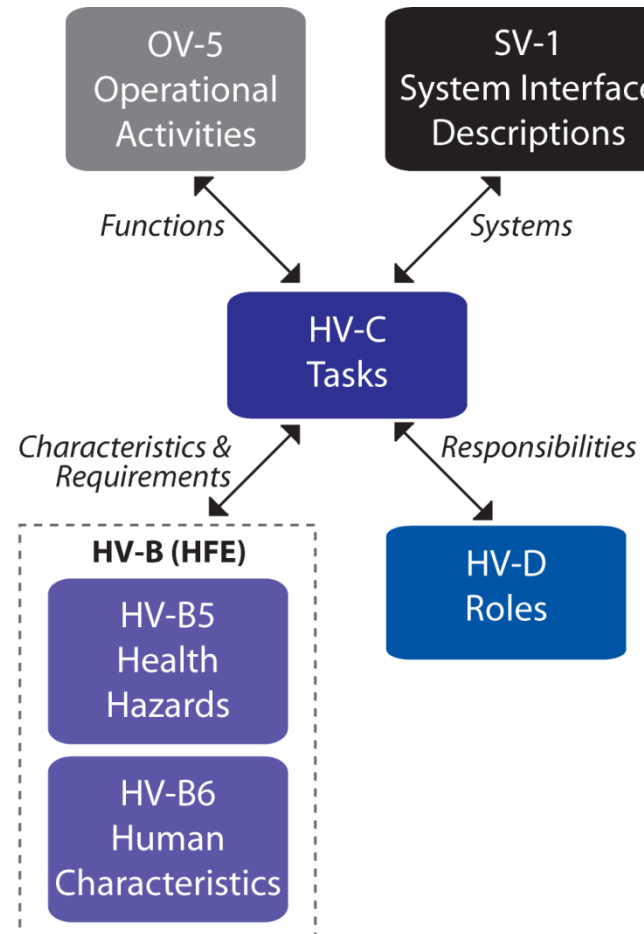 OV-5
Operational
Activities
SV-1
System Interface
Descriptions
Functions
Systems
HV-C
Tasks
Characteristics &
Requirements
Responsibilities
HV-B (HFE)
HV-B5
Health
Hazards
HV-D
Roles
HV-B6
Human
Characteristics